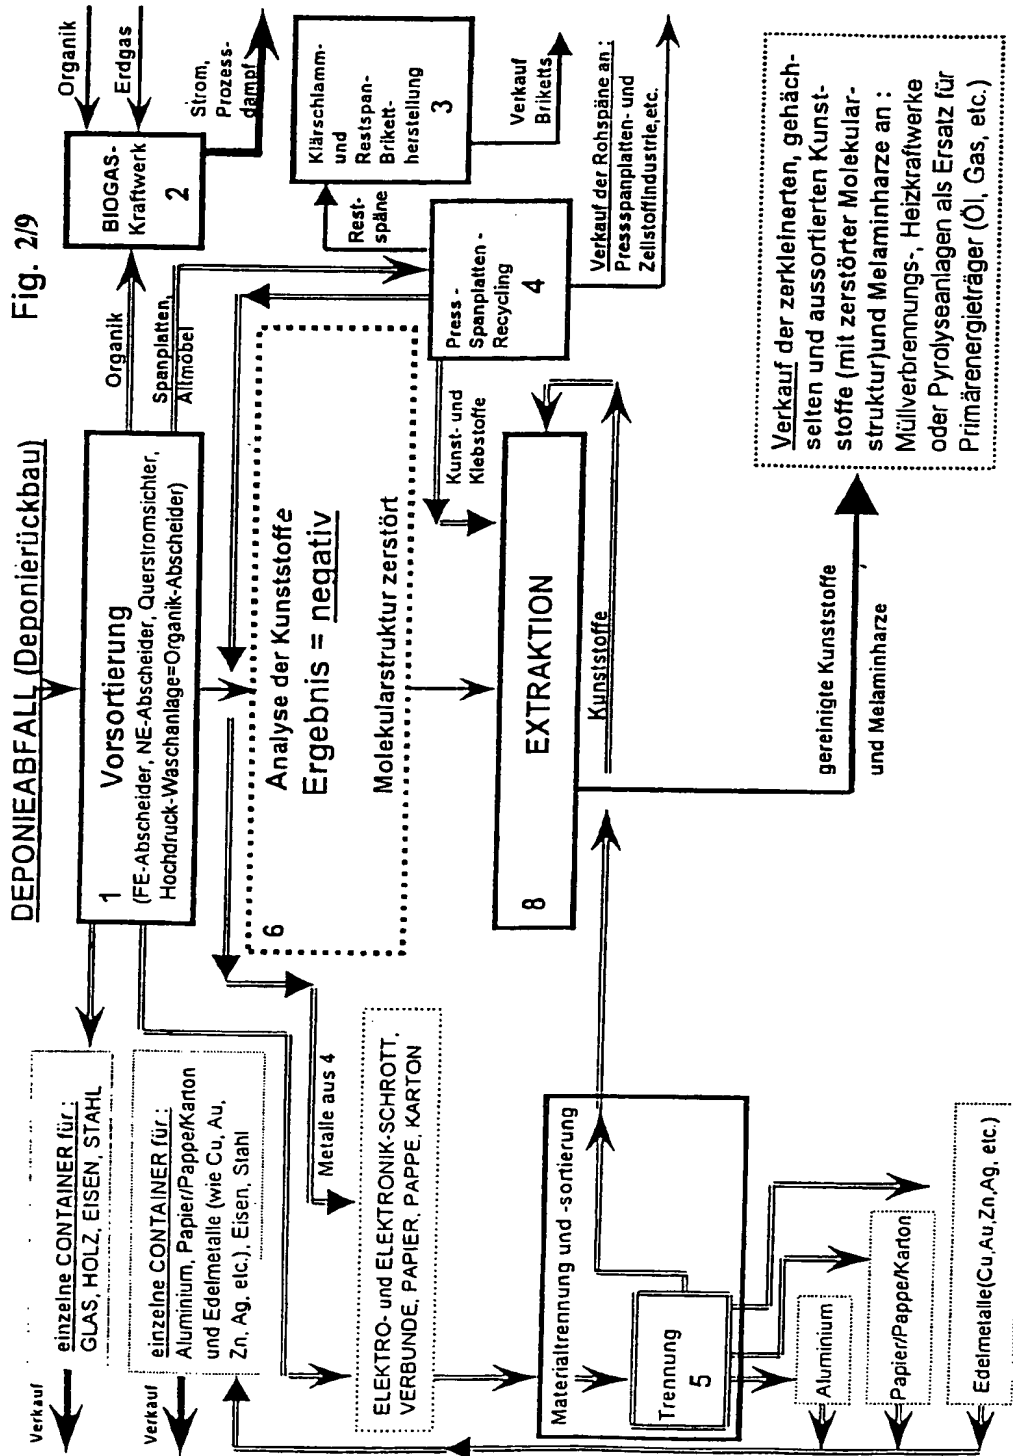 Fig. 2/9
DEPONIEABFALL (Deponierückbau)
1
Vorsortierung
(FE-Abscheider, NE-Abscheider, Querstromsichter,
Hochdruck-Waschanlage=Organik-Abscheider)
Organik
Spanplatten,
Altmöbel
Organik
Erdgas
BIOGAS-
Kraftwerk
2
Strom,
Prozess-
dampf
Klärschlamm-
und
Restspan-
Brikett-
herstellung
3
Verkauf
Briketts
Rest-
späne
Press -
Spanplatten -
Recycling
4
Verkauf der Rohspäne an :
Pressspanplatten- und
Zellstoffindustrie,etc.
Kunst- und
Klebstoffe
6
Analyse der Kunststoffe
Ergebnis = negativ
Molekularstruktur zerstört
8
EXTRAKTION
Kunststoffe
gereinigte Kunststoffe
und Melaminharze
Verkauf der zerkleinerten, gehäch-
selten und aussortierten Kunst-
stoffe (mit zerstörter Molekular-
struktur)und Melaminharze an :
Müllverbrennungs-, Heizkraftwerke
oder Pyrolyseanlagen als Ersatz für
Primärenergieträger (Öl, Gas, etc.)
Verkauf
einzelne CONTAINER für :
GLAS, HOLZ, EISEN, STAHL
Verkauf
einzelne CONTAINER für :
Aluminium, Papier/Pappe/Karton
und Edelmetalle (wie Cu, Au,
Zn, Ag, etc.), Eisen, Stahl
Metalle aus 4
ELEKTRO- und ELEKTRONIK-SCHROTT,
VERBUNDE, PAPIER, PAPPE, KARTON
Materialtrennung und -sortierung
Trennung
5
Aluminium
Papier/Pappe/Karton
Edelmetalle(Cu,Au,Zn,Ag, etc.)